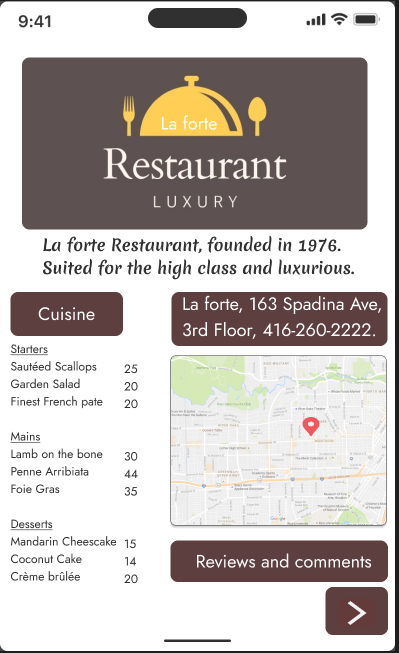 9:41
La forte
Restaurant
LUXURY
La forte Restaurant, founded in 1976.
Suited for the high class and luxurious.
Cuisine
Starters
Sautéed Scallops 25
Garden Salad 20
Finest French pate 20
Mains
Lamb on the bone 30
Penne Arribiata 44
Foie Gras 35
Desserts
Mandarin Cheescake 15
Coconut Cake 14
Crème brûlée 20
La forte, 163 Spadina Ave,
3rd Floor, 416-260-2222.
Google
Reviews and comments